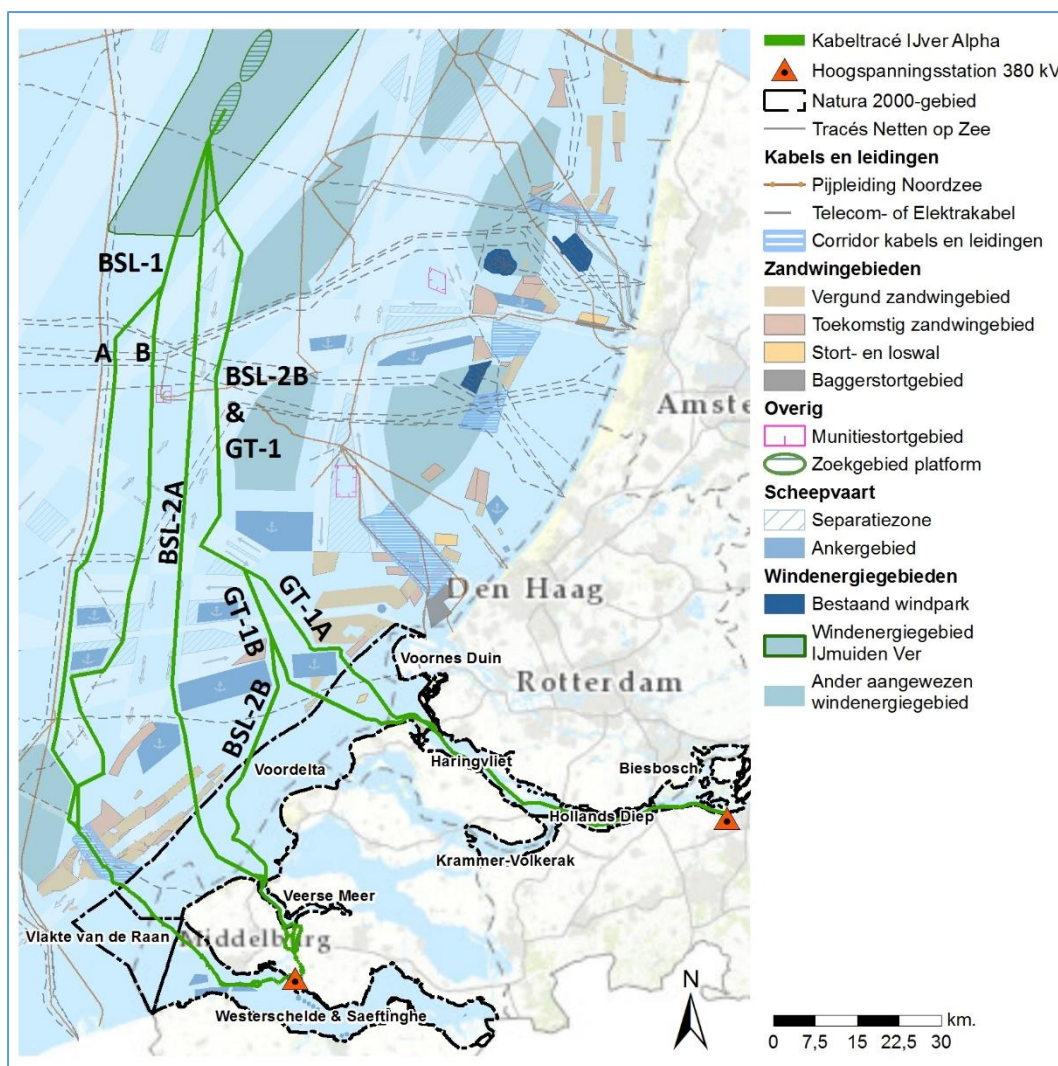 BSL-1
A B
BSL-2B
&
GT-1
BSL-2A
GT-1A
GT-1B
BSL-2B
Amste
Den Haag
Voornes Duin
Rotterdam
Haringvliet
Biesbosch
Voordelta
Hollands Diep
Krammer-Volkerak
Veerse Meer
Vlakte van de Raan
Middelburg
Westerschelde & Saeftinghe
Kabeltracé IJver Alpha
Hoogspanningsstation 380 kV
Natura 2000-gebied
Tracés Netten op Zee
Kabels en leidingen
Pijpleiding Noordzee
Telecom- of Elektrakabel
Corridor kabels en leidingen
Zandwingebieden
Vergund zandwingebied
Toekomstig zandwingebied
Stort- en loswal
Baggerstortgebied
Overig
Munitiestortgebied
Zoekgebied platform
Scheepvaart
Separatiezone
Ankergebied
Windenergiegebieden
Bestaand windpark
Windenergiegebied
IJmuiden Ver
Ander aangewezen
windenergiegebied
N
km.
0 7,5 15 22,5 30